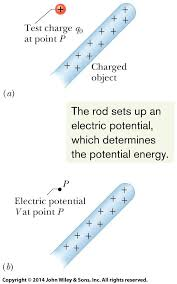 +
Test charge q0
at point P
Charged
object
(a)
The rod sets up an
electric potential,
which determines
the potential energy.
P
Electric potential
V at point P
(b)
Copyright © 2014 John Wiley & Sons, Inc. All rights reserved.